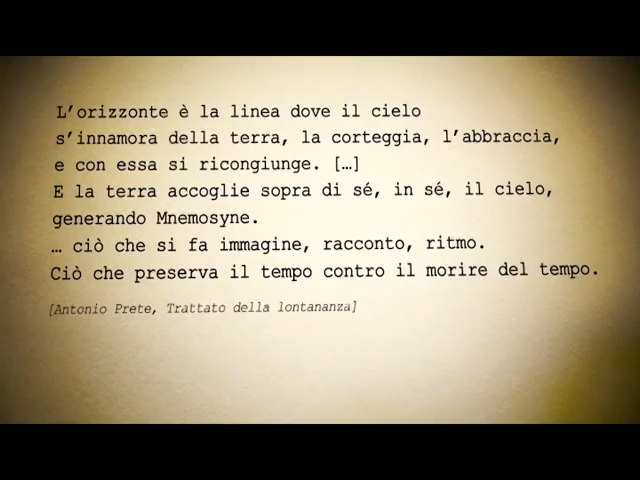 L'orizzonte è la linea dove il cielo
s'innamora della terra, la corteggia, l'abbraccia,
e con essa si ricongiunge. […]
E la terra accoglie sopra di sé, in sé, il cielo,
generando Mnemosyne.
… ciò che si fa immagine, racconto, ritmo.
Ciò che preserva il tempo contro il morire del tempo.
[Antonio Prete, Trattato della lontananza]